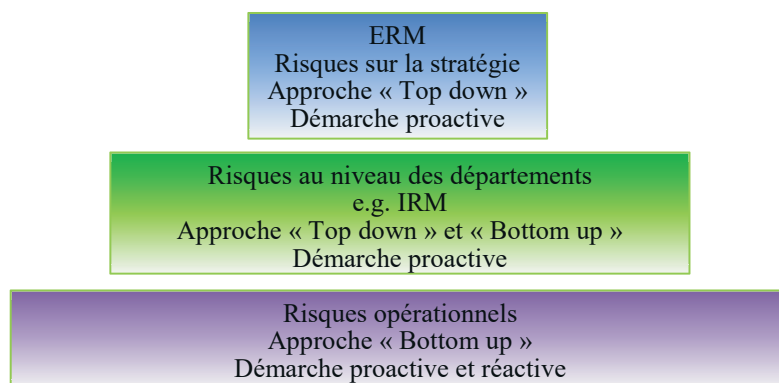 ERM
Risques sur la stratégie
Approche « Top down »
Démarche proactive
Risques au niveau des départements
e.g. IRM
Approche « Top down » et « Bottom up »
Démarche proactive
Risques opérationnels
Approche « Bottom up »
Démarche proactive et réactive